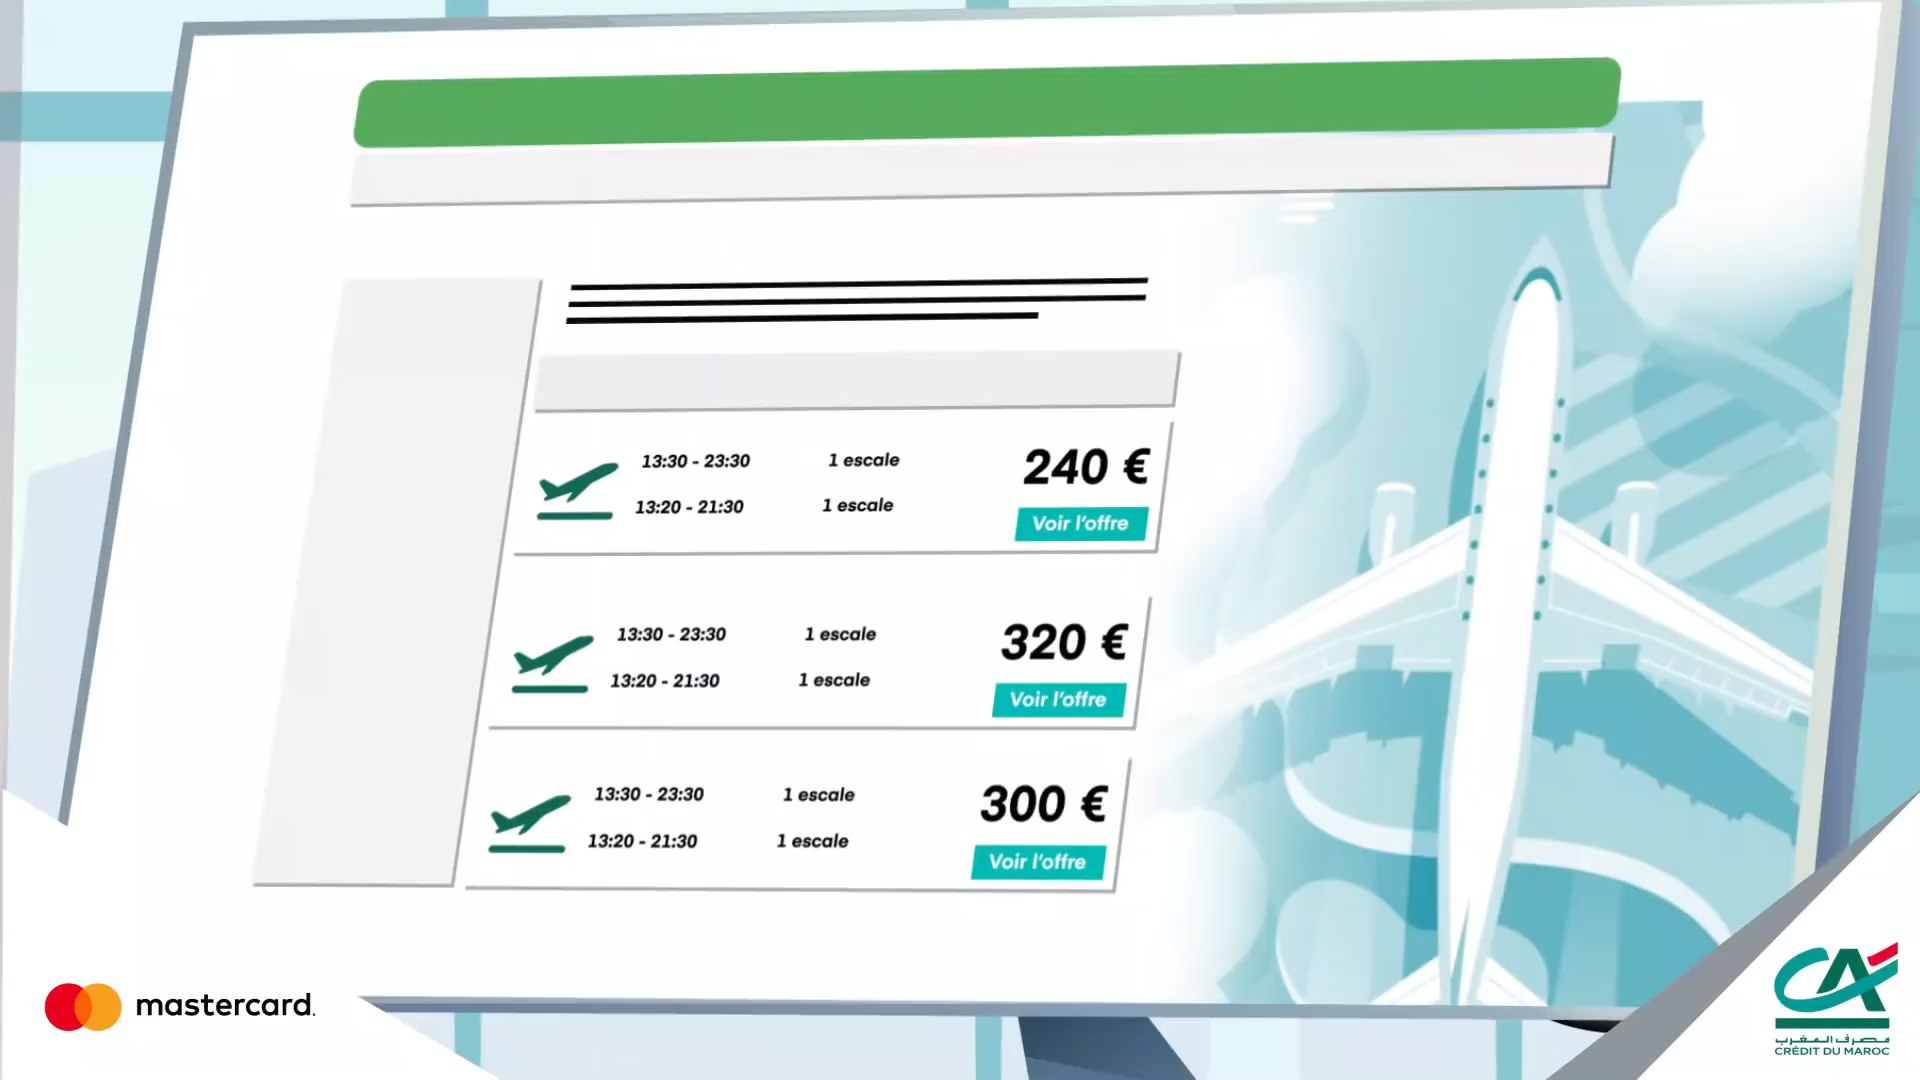 13:30 - 23:30 1 escale 240 €
13:20 - 21:30 1 escale
Voir l'offre
13:30 - 23:30 1 escale 320 €
13:20 - 21:30 1 escale
Voir l'offre
13:30 - 23:30 1 escale 300 €
13:20 - 21:30 1 escale
Voir l'offre
mastercard.
CA
مصرف المغرب
CRÉDIT DU MAROC